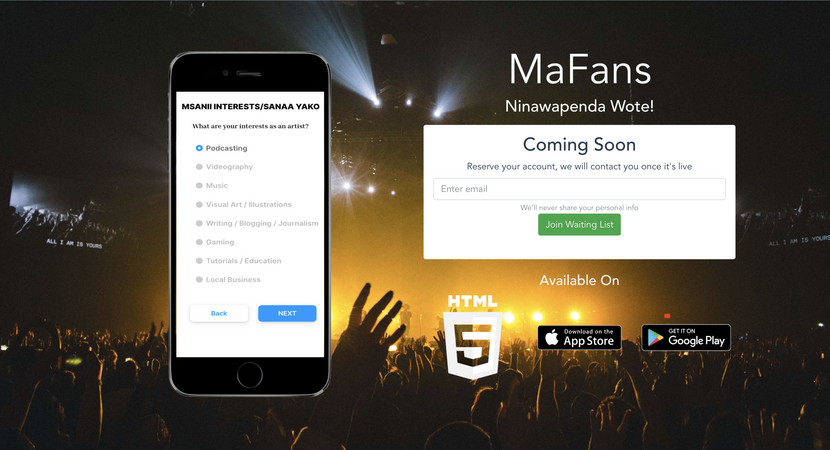 MSANII INTERESTS/SANAA YAKO
What are your interests as an artist?
Podcasting
Videography
Music
Visual Art / Illustrations
Writing / Blogging / Journalism
Gaming
Tutorials / Education
Local Business
Back
NEXT
ALL I AM IS YOURS
MaFans
Ninawapenda Wote!
Coming Soon
Reserve your account, we will contact you once it's live
Enter email
We'll never share your personal info
Join Waiting List
Available On
HTML
5
Download on the
App Store
GET IT ON
Google Play
ALL I AM IS YOURS